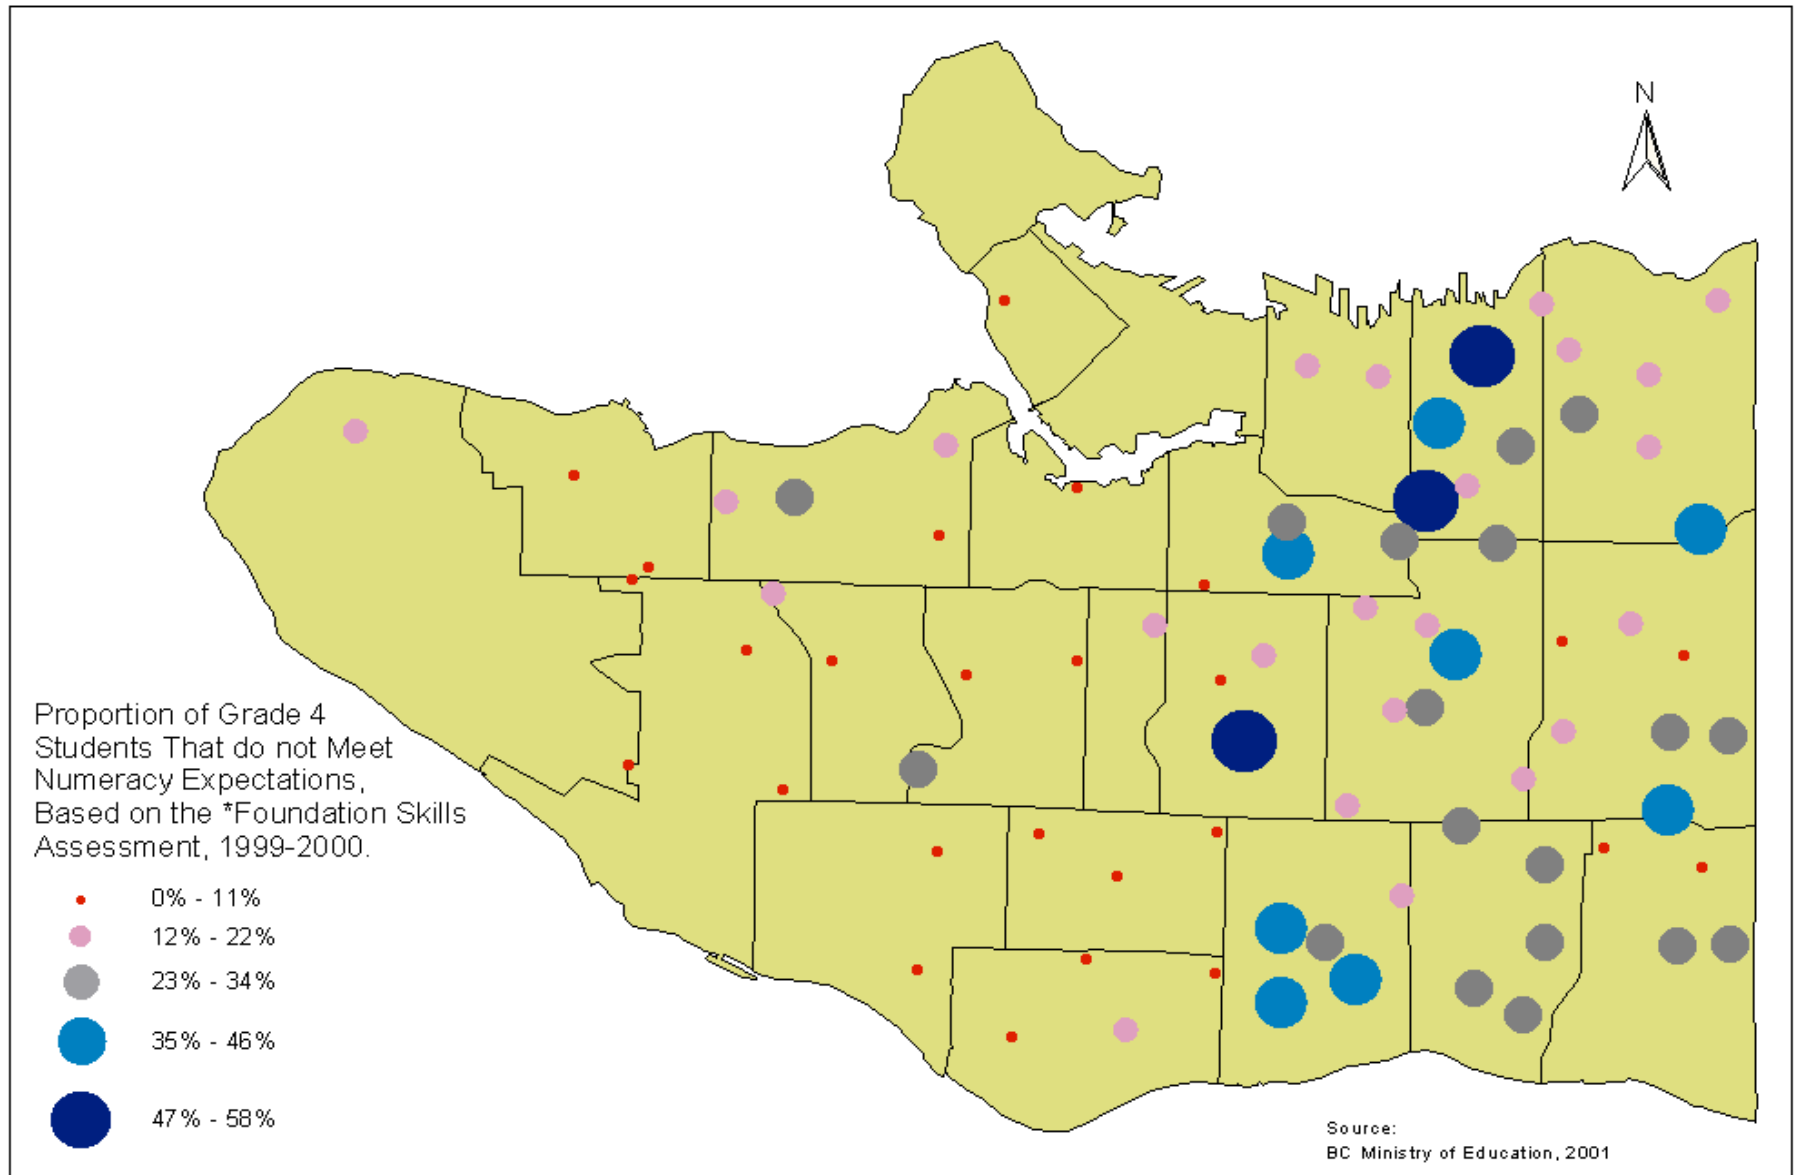 N
Proportion of Grade 4
Students That do not Meet
Numeracy Expectations,
Based on the *Foundation Skills
Assessment, 1999-2000.
0% - 11%
12% - 22%
23% - 34%
35% - 46%
47% - 58%
Source:
BC Ministry of Education, 2001